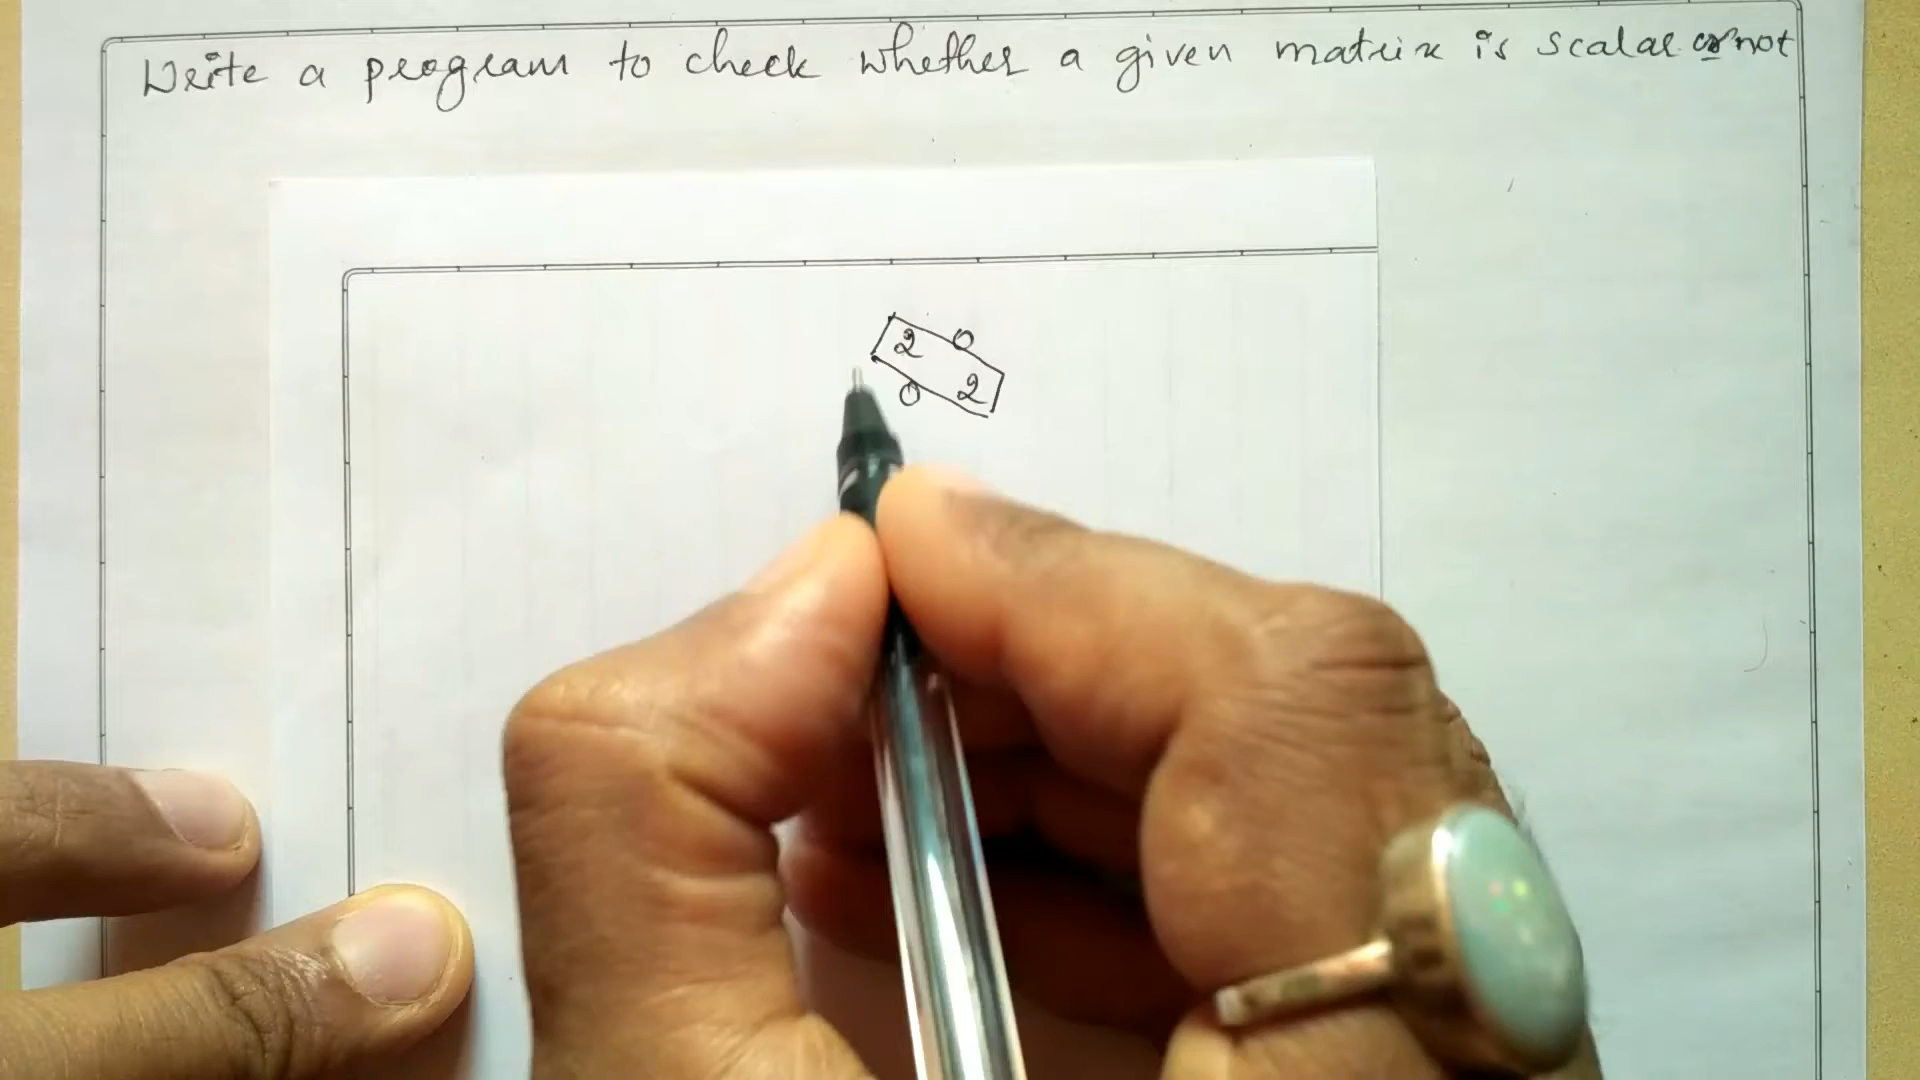 Write a program to check whether a given matrix is scalar or not
2 0
0 2